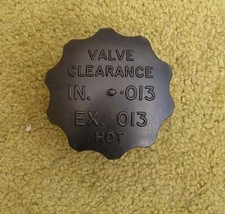 VALVE
CLEARANCE
IN. .013
EX. 013
HOT